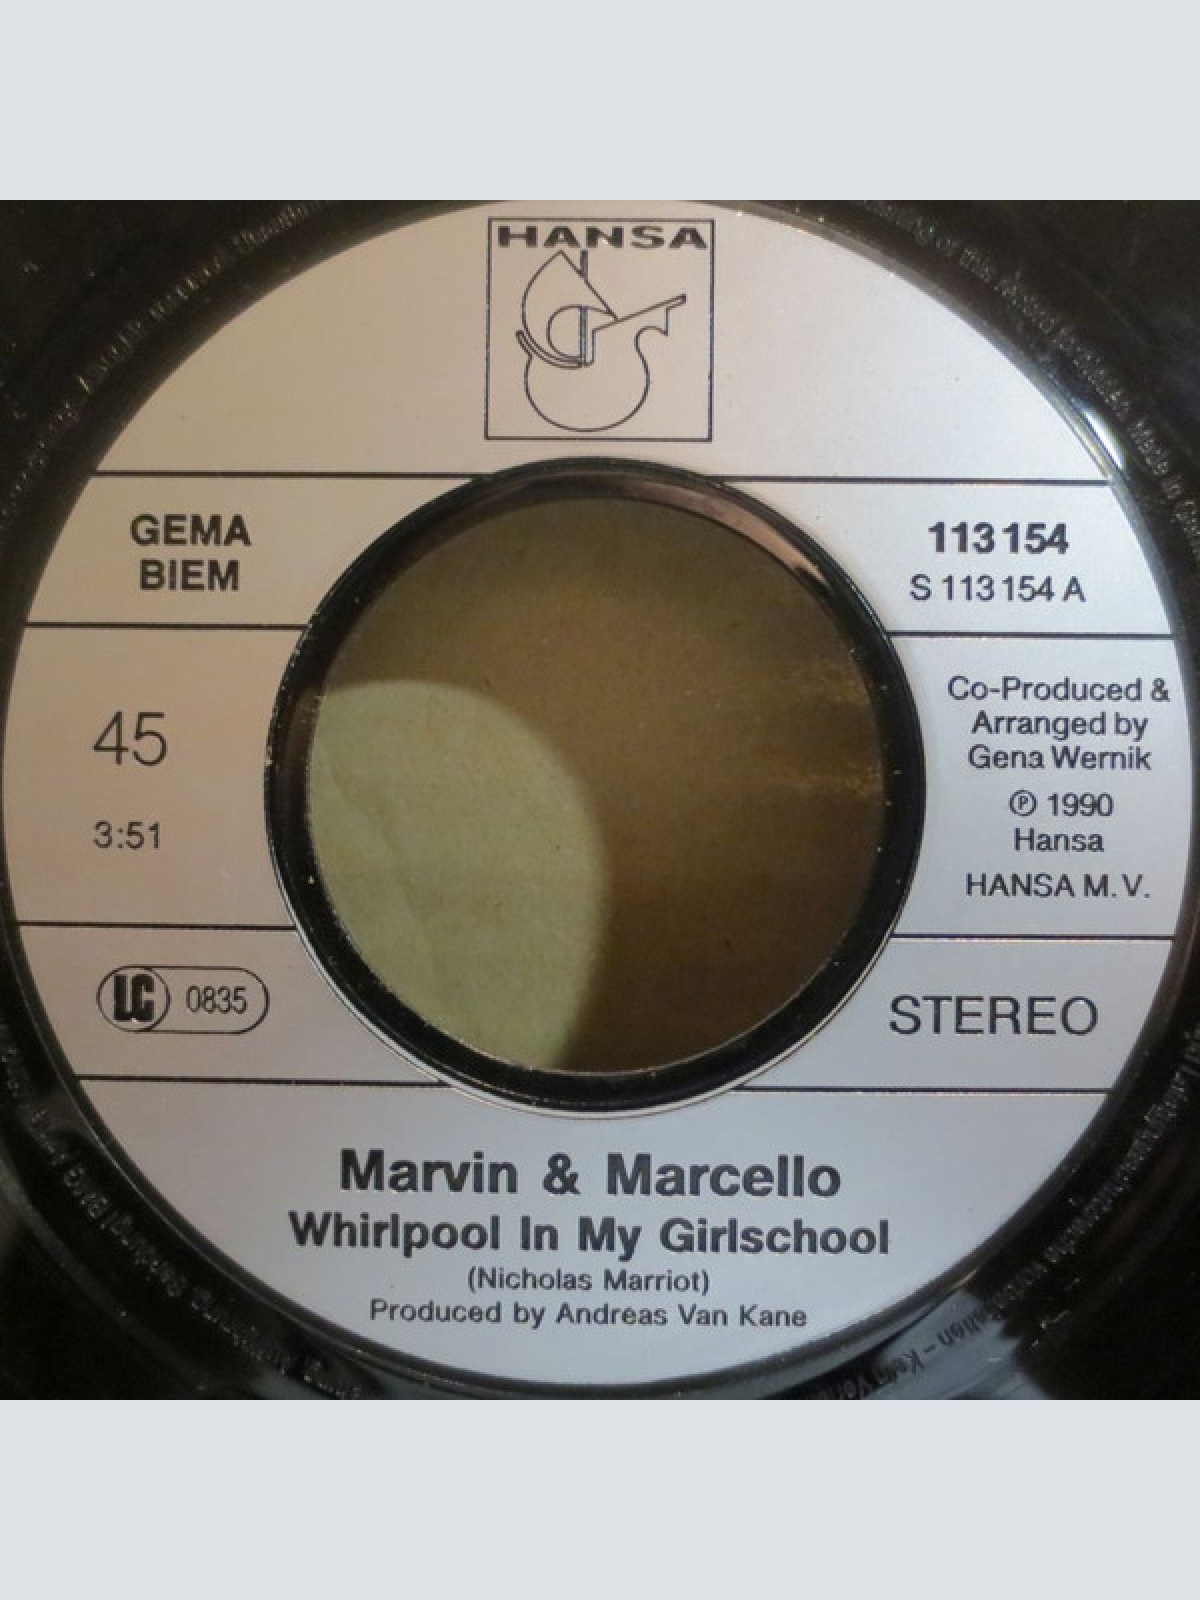 HANSA
GEMA
BIEM
113 154
S 113 154 A
45
3:51
Co-Produced &
Arranged by
Gena Wernik
℗ 1990
Hansa
HANSA M.V.
LC 0835
STEREO
Marvin & Marcello
Whirlpool In My Girlschool
(Nicholas Marriot)
Produced by Andreas Van Kane